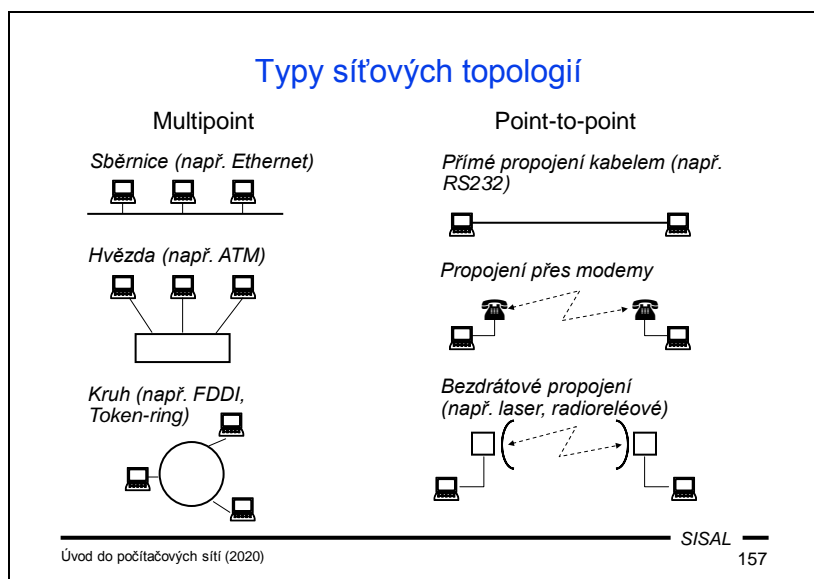 Typy síťových topologií
Multipoint
Sběrnice (např. Ethernet)
Hvězda (např. ATM)
Kruh (např. FDDI,
Token-ring)
Point-to-point
Přímé propojení kabelem (např.
RS232)
Propojení přes modemy
Bezdrátové propojení
(např. laser, radioreléové)
SISAL
Úvod do počítačových sítí (2020)
157